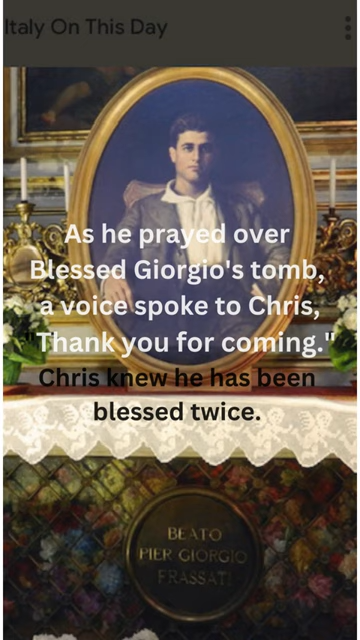 Italy On This Day
As he prayed over
Blessed Giorgio's tomb,
a voice spoke to Chris,
Thank you for coming."
Chris knew he has been
blessed twice.
BEATO
PIER GIORGIO
FRASSATI